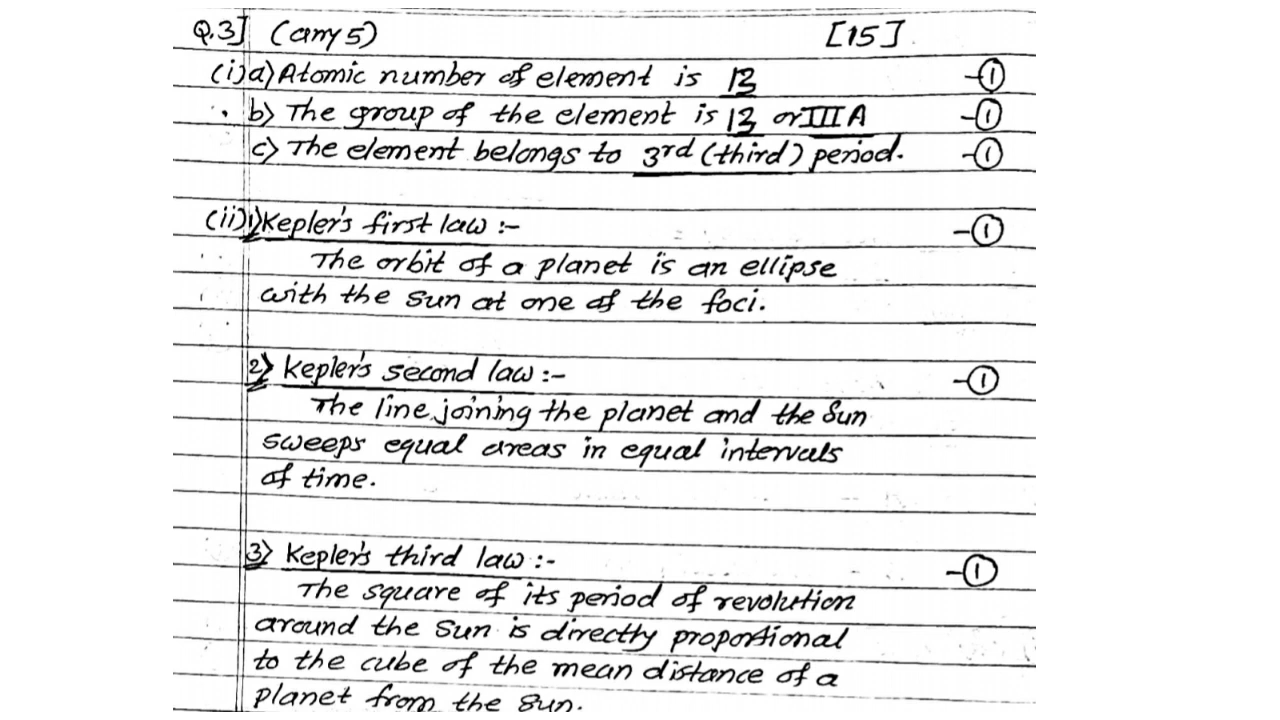 Q.3] (any 5) [15]
(i) a) Atomic number of element is 13 -①
b) The group of the element is 13 or III A -①
c) The element belongs to 3rd (third) period. -①
(ii) 1) Kepler's first law :- -①
The orbit of a planet is an ellipse
with the Sun at one of the foci.
2) Kepler's second law :- -①
The line joining the planet and the Sun
sweeps equal areas in equal intervals
of time.
3) Kepler's third law :- -①
The square of its period of revolution
around the Sun is directly proportional
to the cube of the mean distance of a
planet from the Sun.